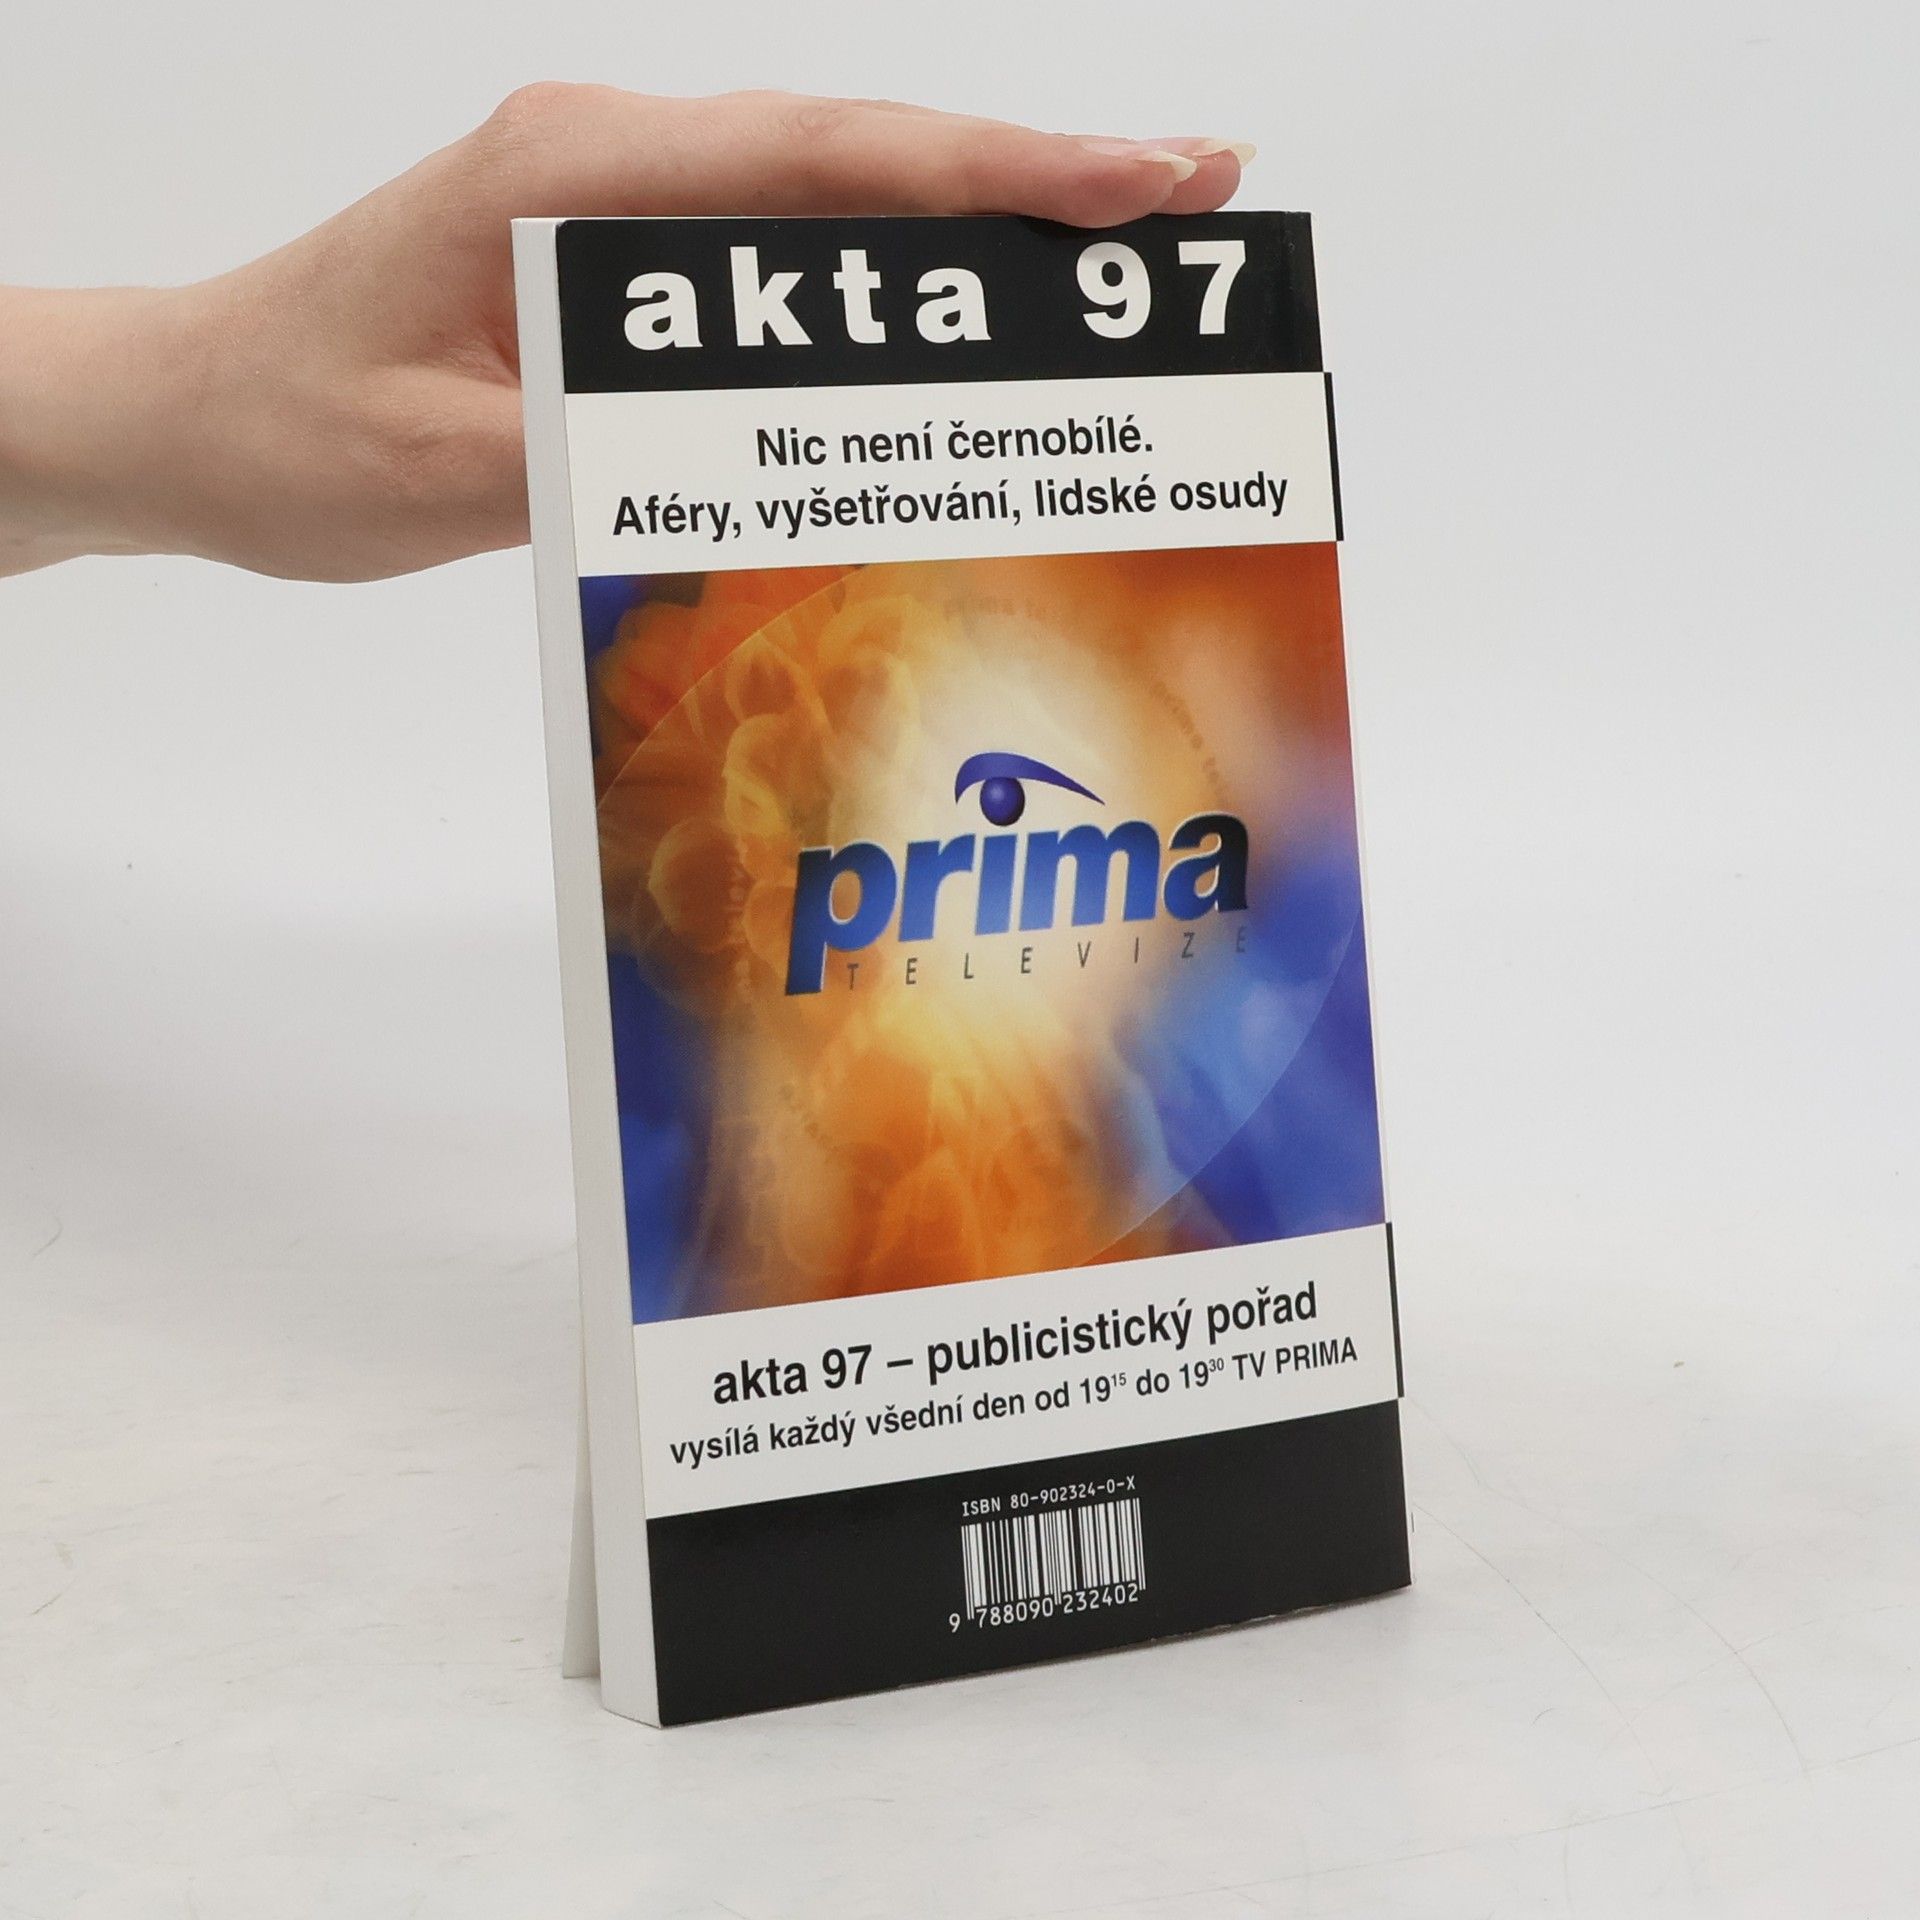 akta 97
Nic není černobílé.
Aféry, vyšetřování, lidské osudy
prima
TELEVIZE
akta 97 – publicistický pořad
vysílá každý všední den od 19¹⁵ do 19³⁰ TV PRIMA
ISBN 80-902324-0-X
9 788090 232402